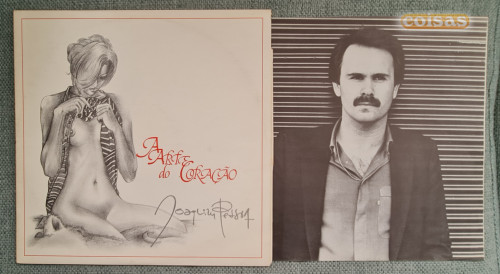 A
Arte
do Coração
Joaquim Pessoa
coisas